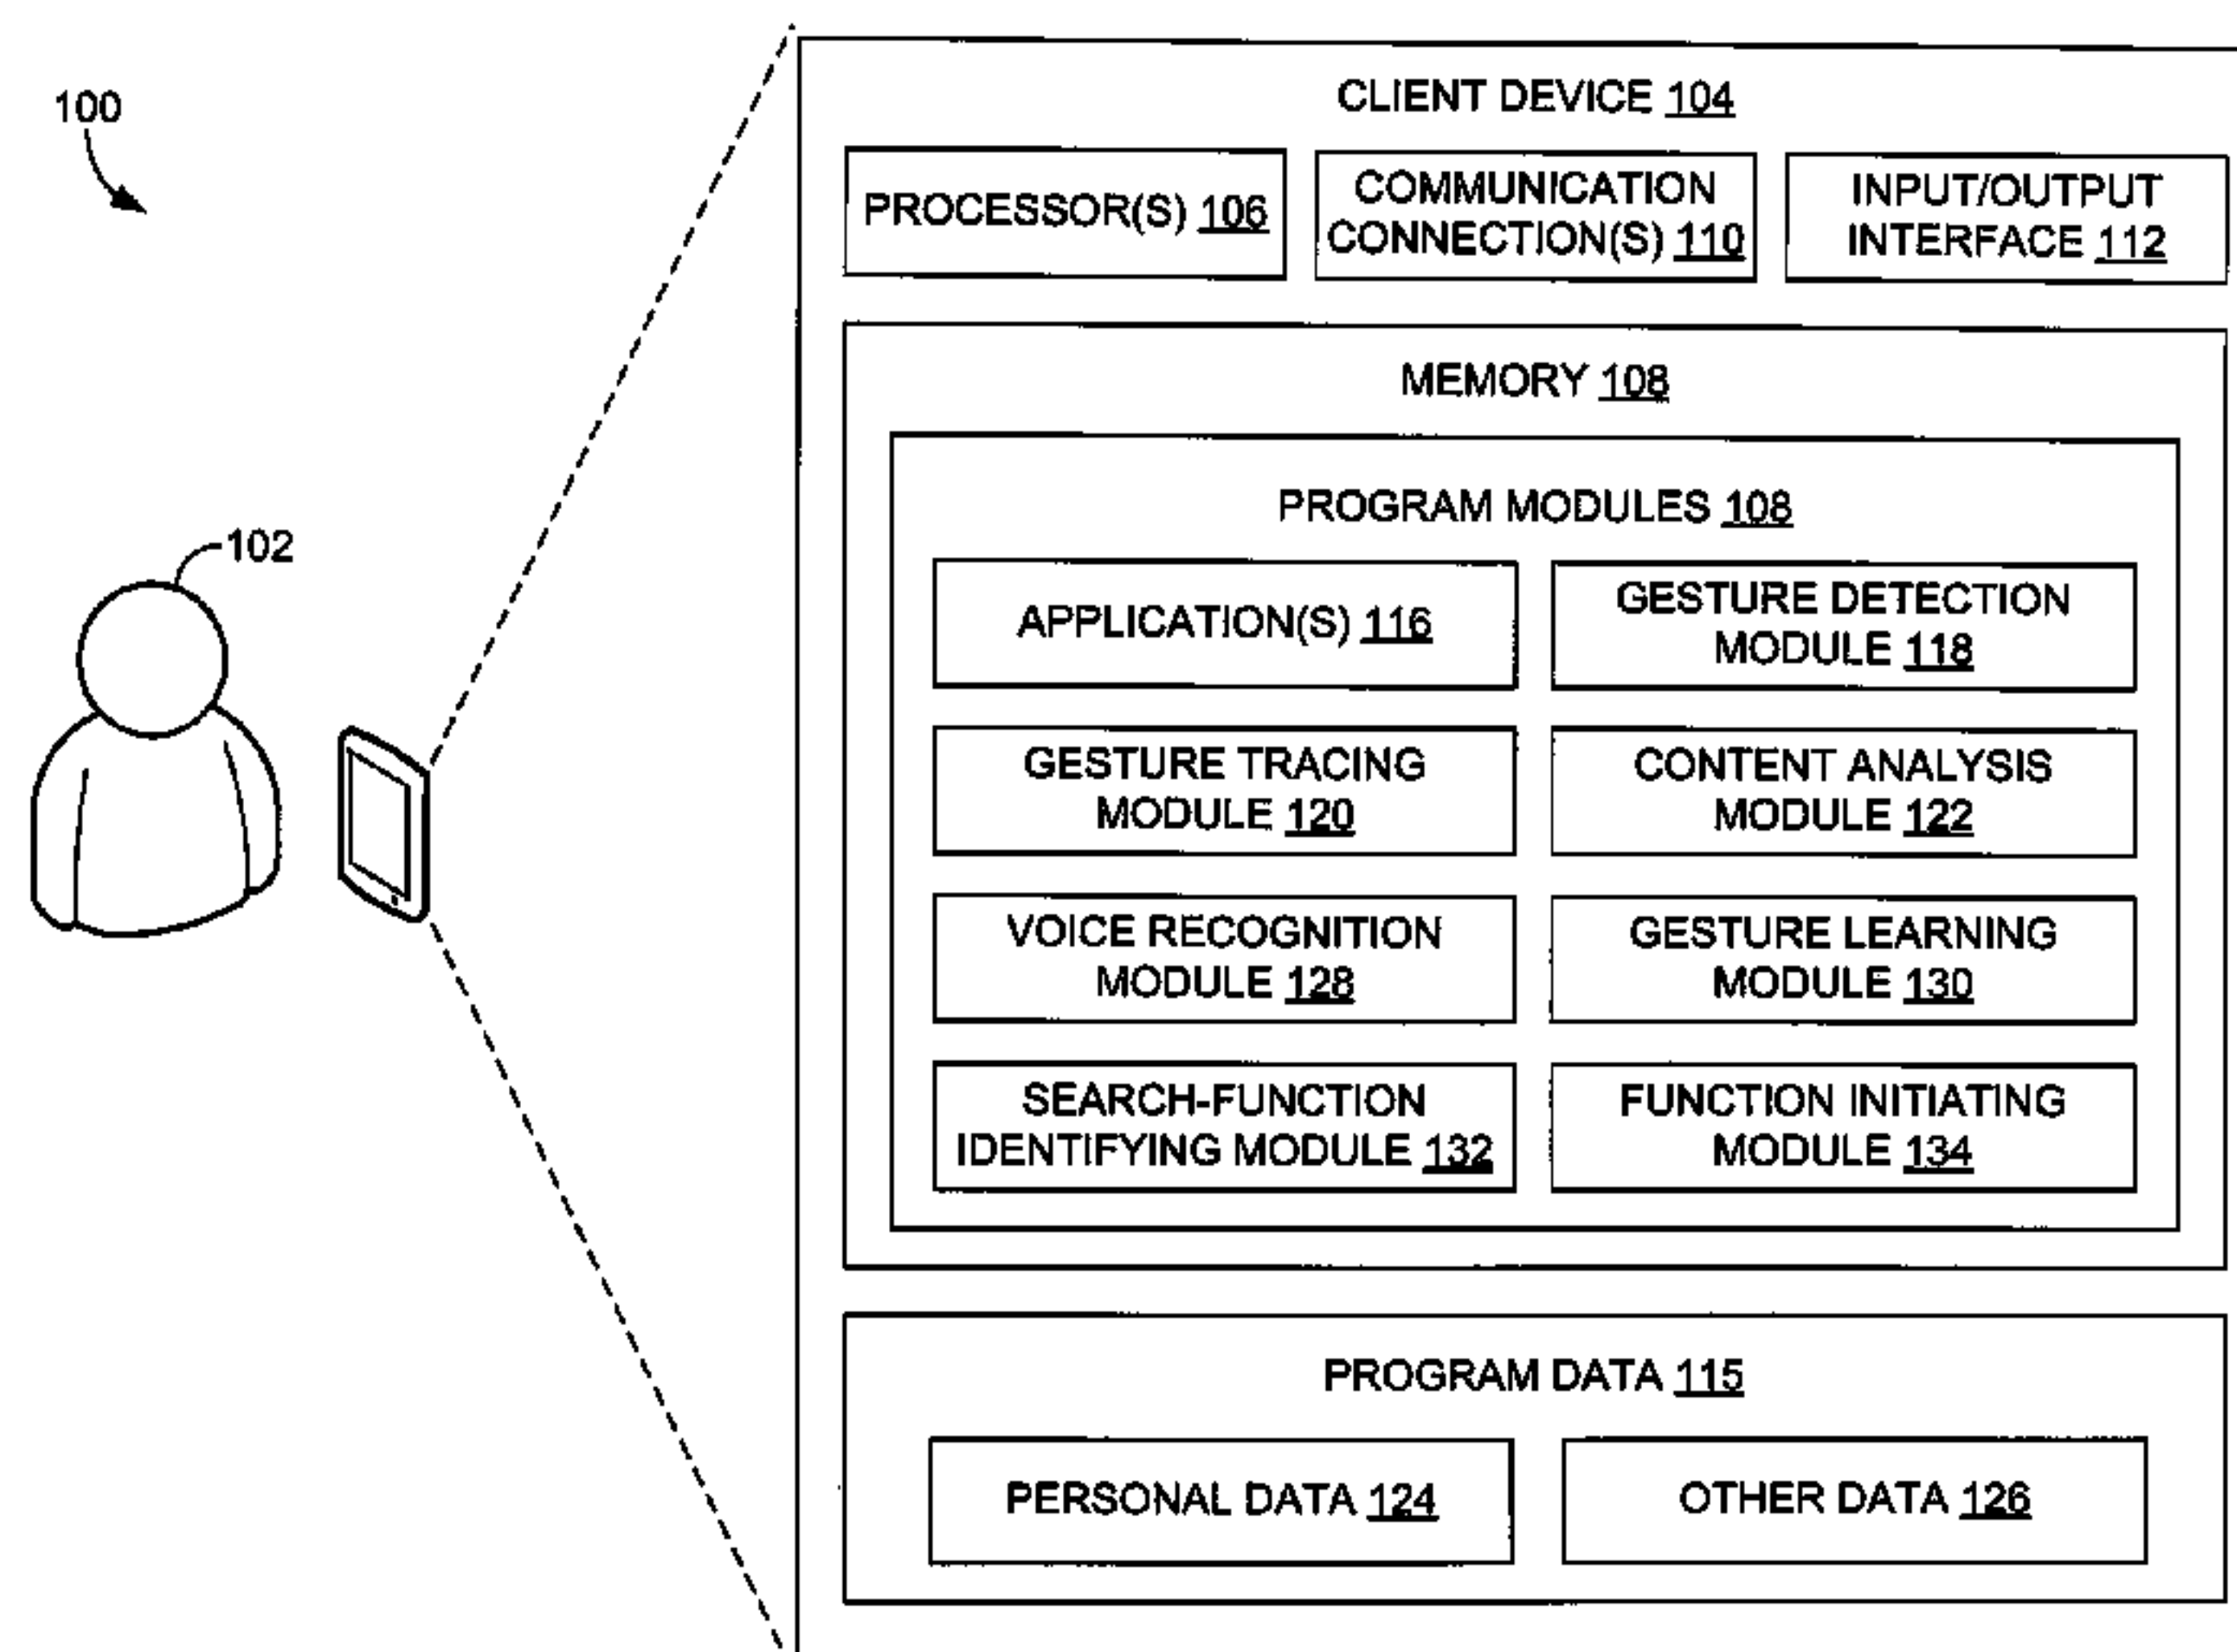 100
102
CLIENT DEVICE 104
PROCESSOR(S) 106
COMMUNICATION
CONNECTION(S) 110
INPUT/OUTPUT
INTERFACE 112
MEMORY 108
PROGRAM MODULES 108
APPLICATION(S) 116
GESTURE DETECTION
MODULE 118
GESTURE TRACING
MODULE 120
CONTENT ANALYSIS
MODULE 122
VOICE RECOGNITION
MODULE 128
GESTURE LEARNING
MODULE 130
SEARCH-FUNCTION
IDENTIFYING MODULE 132
FUNCTION INITIATING
MODULE 134
PROGRAM DATA 115
PERSONAL DATA 124
OTHER DATA 126